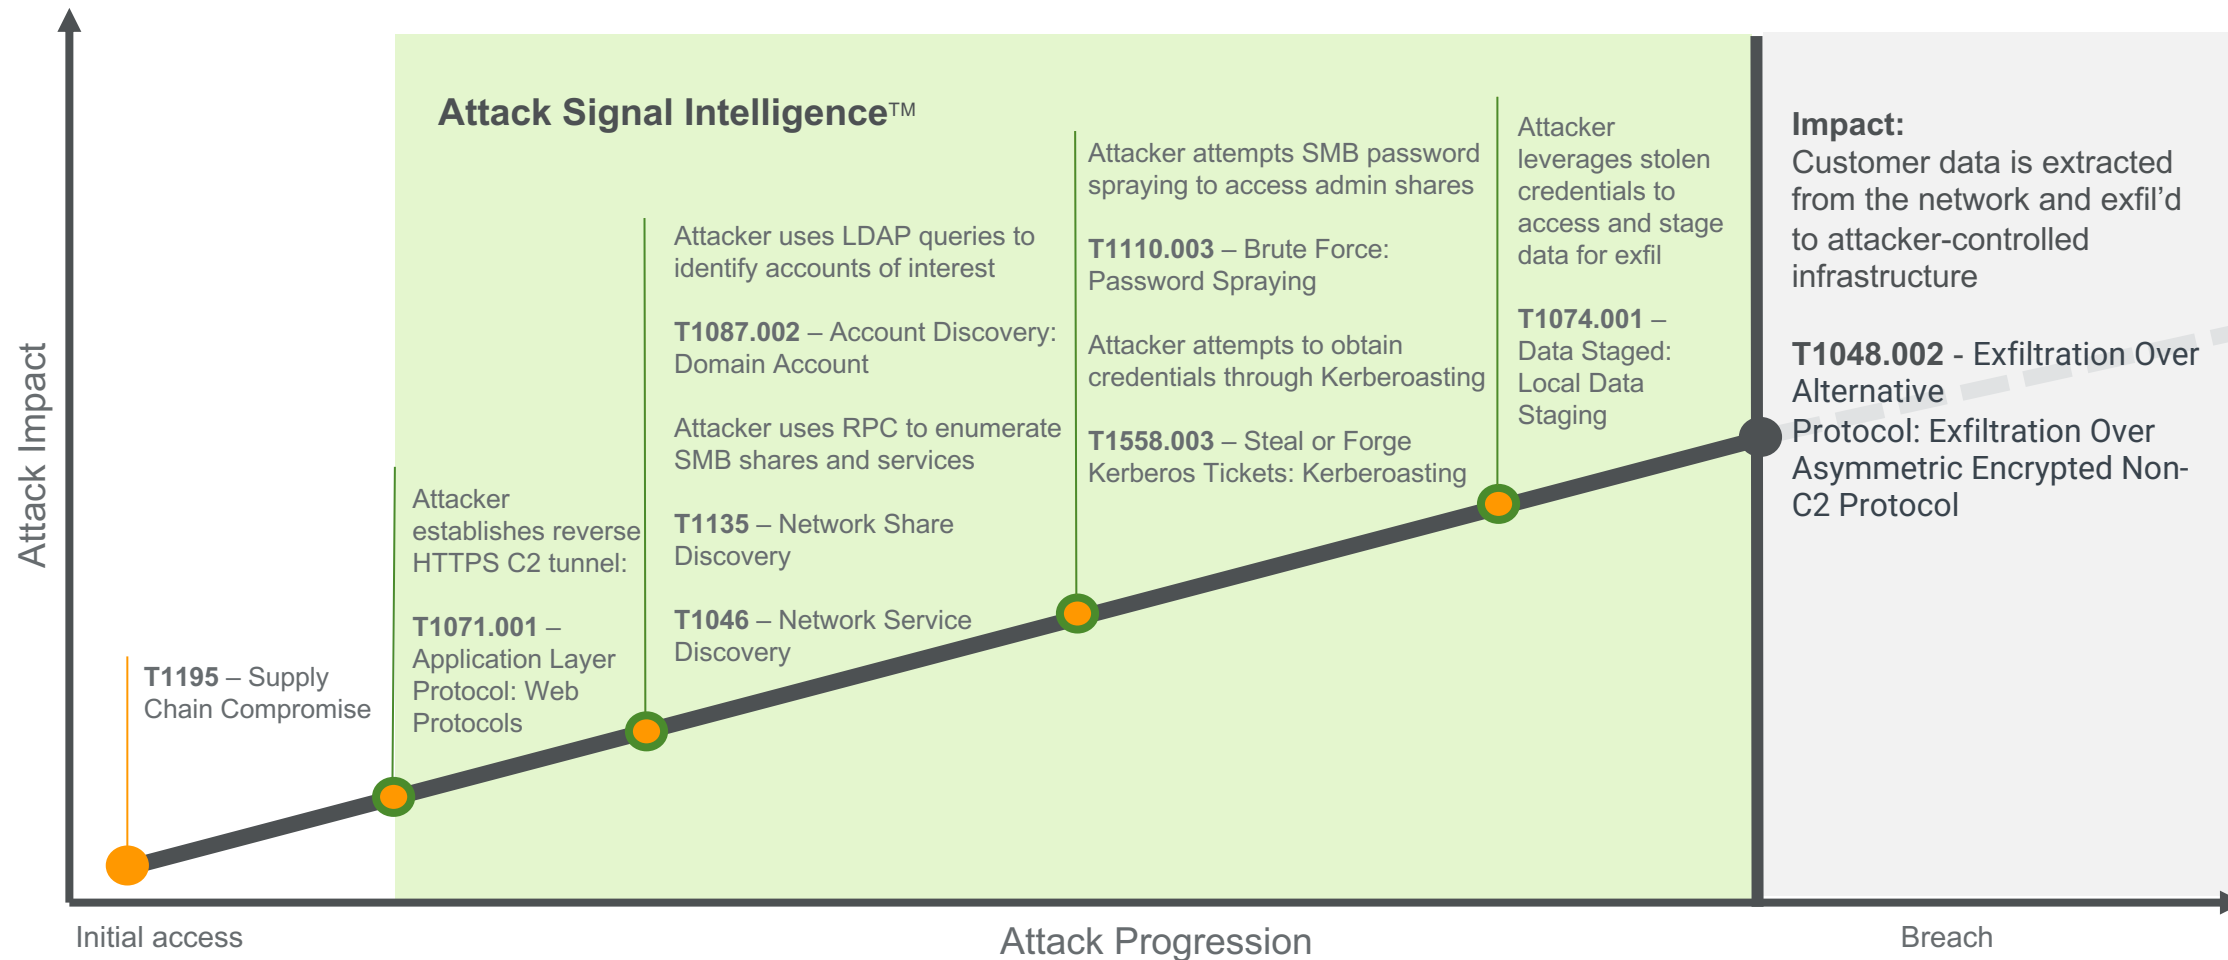 Attack Signal Intelligence™
Attack Impact
T1195 – Supply
Chain Compromise
Attacker
establishes reverse
HTTPS C2 tunnel:
T1071.001 –
Application Layer
Protocol: Web
Protocols
Attacker uses LDAP queries to
identify accounts of interest
T1087.002 – Account Discovery:
Domain Account
Attacker uses RPC to enumerate
SMB shares and services
T1135 – Network Share
Discovery
T1046 – Network Service
Discovery
Attacker attempts SMB password
spraying to access admin shares
T1110.003 – Brute Force:
Password Spraying
Attacker attempts to obtain
credentials through Kerberoasting
T1558.003 – Steal or Forge
Kerberos Tickets: Kerberoasting
Attacker
leverages stolen
credentials to
access and stage
data for exfil
T1074.001 –
Data Staged:
Local Data
Staging
Impact:
Customer data is extracted
from the network and exfil’d
to attacker-controlled
infrastructure
T1048.002 - Exfiltration Over
Alternative
Protocol: Exfiltration Over
Asymmetric Encrypted Non-
C2 Protocol
Initial access
Attack Progression
Breach